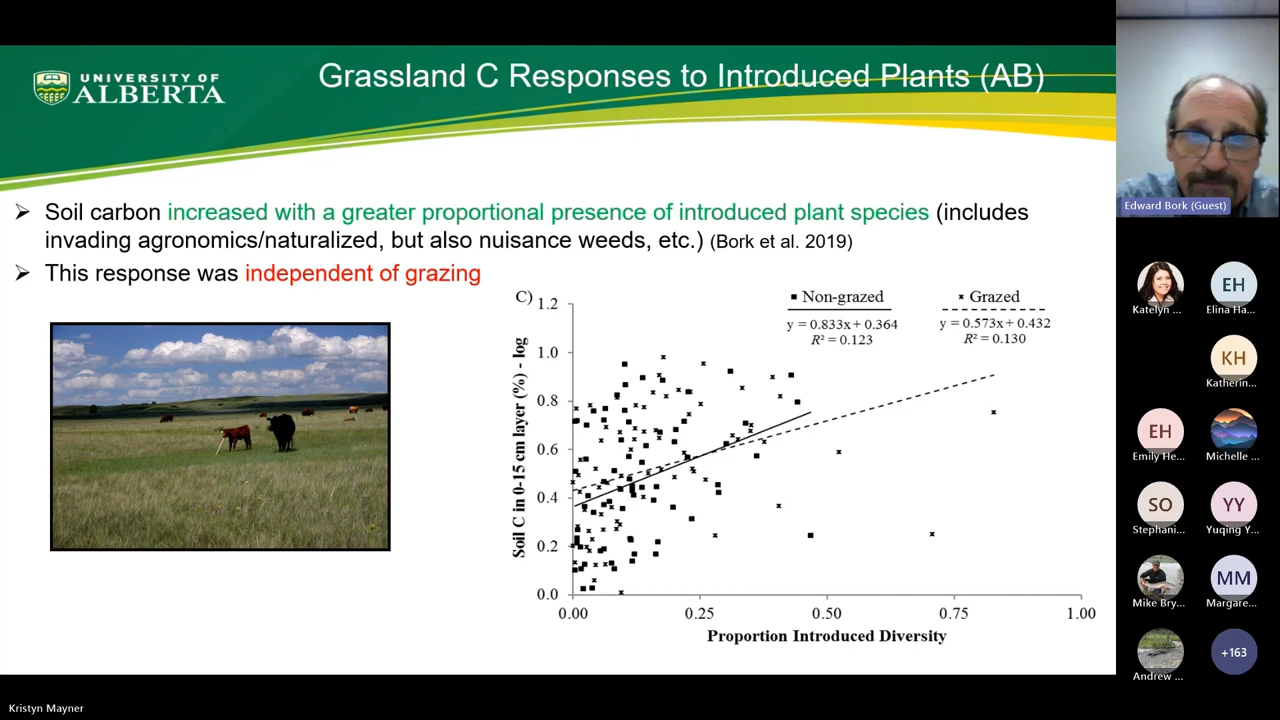 UNIVERSITY OF
ALBERTA
Grassland C Responses to Introduced Plants (AB)
➢ Soil carbon increased with a greater proportional presence of introduced plant species (includes
invading agronomics/naturalized, but also nuisance weeds, etc.) (Bork et al. 2019)
➢ This response was independent of grazing
C)
Non-grazed
y = 0.833x + 0.364
R² = 0.123
Grazed
y = 0.573x + 0.432
R² = 0.130
Soil C in 0-15 cm layer (%) - log
1.2
1.0
0.8
0.6
0.4
0.2
0.0
0.00 0.25 0.50 0.75 1.00
Proportion Introduced Diversity
Edward Bork (Guest)
Katelyn ...
EH
Elina Ha...
KH
Katherin...
EH
Emily He...
Michelle ...
SO
Stephani...
YY
Yuqing Y...
Mike Bry...
MM
Margare...
Andrew ...
+163
Kristyn Mayner